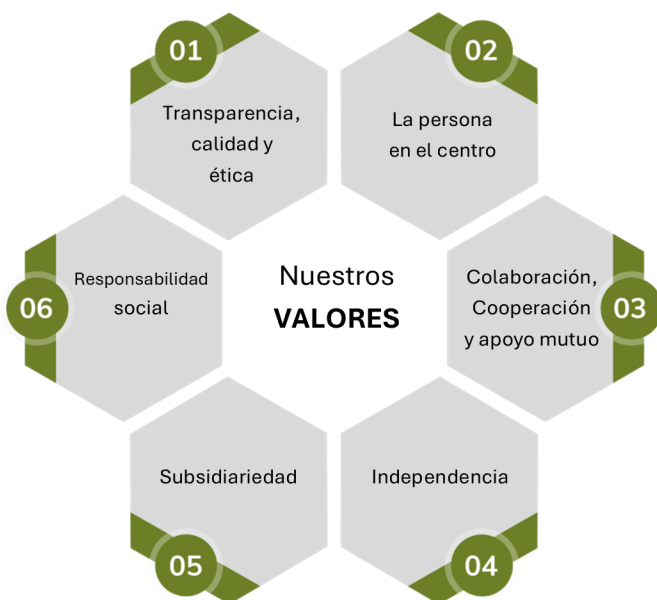 01
Transparencia,
calidad y
ética
02
La persona
en el centro
Nuestros
VALORES
03
Colaboración,
Cooperación
y apoyo mutuo
04
Independencia
05
Subsidiariedad
06
Responsabilidad
social